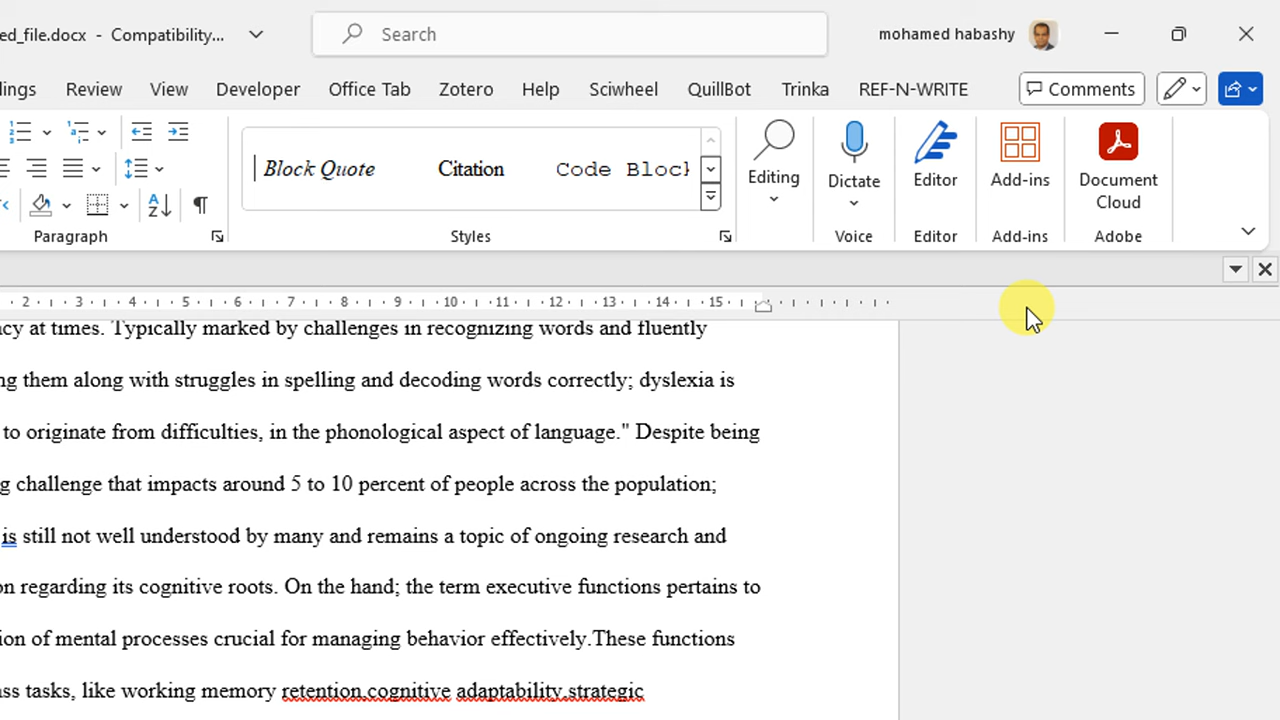 ed_file.docx - Compatibility... Search mohamed habashy
ings Review View Developer Office Tab Zotero Help Sciwheel QuillBot Trinka REF-N-WRITE Comments
Block Quote Citation Code Block
Editing Dictate Editor Add-ins Document Cloud
Paragraph Styles Voice Editor Add-ins Adobe
2 3 4 5 6 7 8 9 10 11 12 13 14 15
cy at times. Typically marked by challenges in recognizing words and fluently
ng them along with struggles in spelling and decoding words correctly; dyslexia is
to originate from difficulties, in the phonological aspect of language." Despite being
g challenge that impacts around 5 to 10 percent of people across the population;
is still not well understood by many and remains a topic of ongoing research and
on regarding its cognitive roots. On the hand; the term executive functions pertains to
ion of mental processes crucial for managing behavior effectively.These functions
ass tasks, like working memory retention,cognitive adaptability,strategic